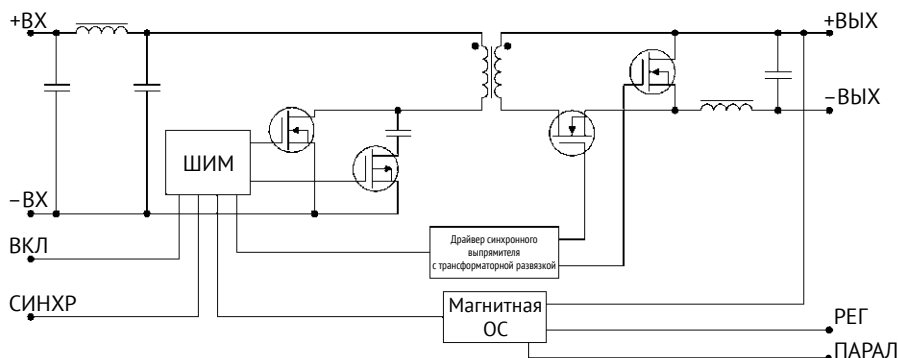 +ВХ
+ВЫХ
–ВЫХ
ШИМ
–ВХ
ВКЛ
Драйвер синхронного
выпрямителя
с трансформаторной развязкой
СИНХР
Магнитная
ОС
РЕГ
ПАРАЛ